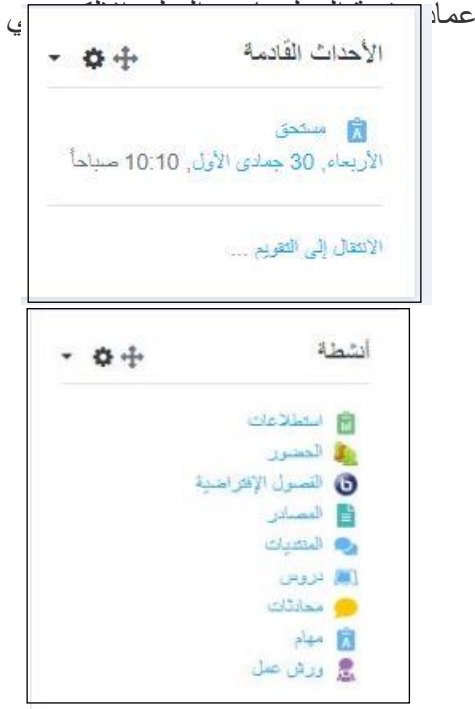 الأحداث القادمة
مستحق
الأربعاء, 30 جمادى الأول, 10:10 صباحاً
الانتقال إلى التقويم ...
أنشطة
استطلاعات
الحضور
الفصول الإفتراضية
المصادر
المنتديات
دروس
محادثات
مهام
ورش عمل